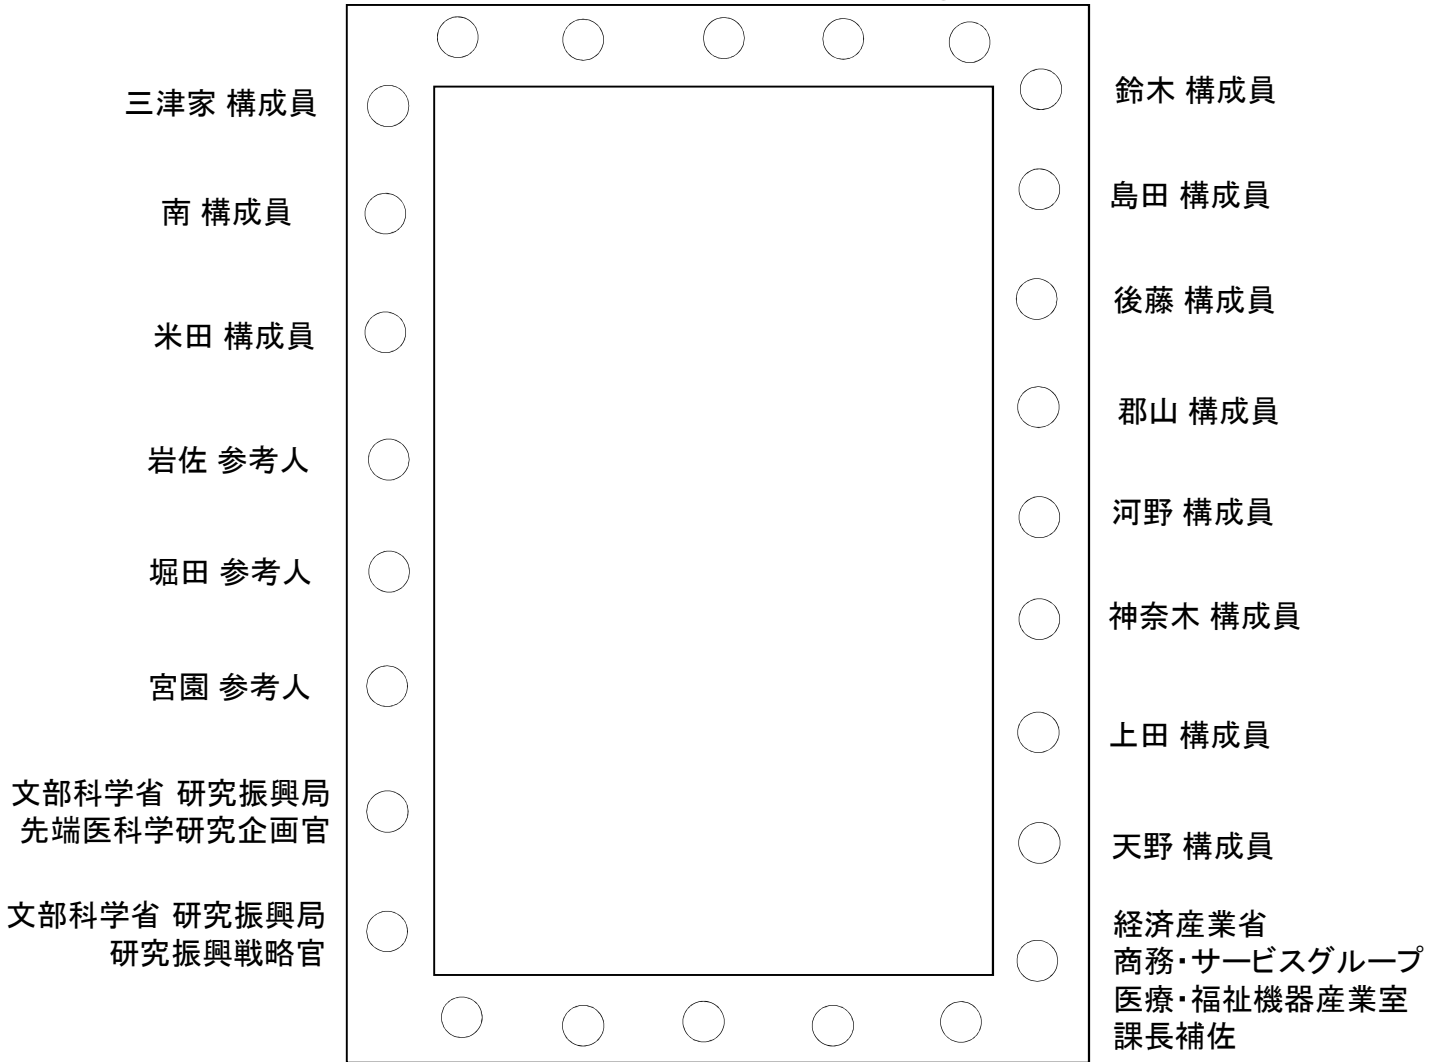 三津家 構成員
南 構成員
米田 構成員
岩佐 参考人
堀田 参考人
宮園 参考人
文部科学省 研究振興局
先端医科学研究企画官
文部科学省 研究振興局
研究振興戦略官
鈴木 構成員
島田 構成員
後藤 構成員
郡山 構成員
河野 構成員
神奈木 構成員
上田 構成員
天野 構成員
経済産業省
商務・サービスグループ
医療・福祉機器産業室
課長補佐